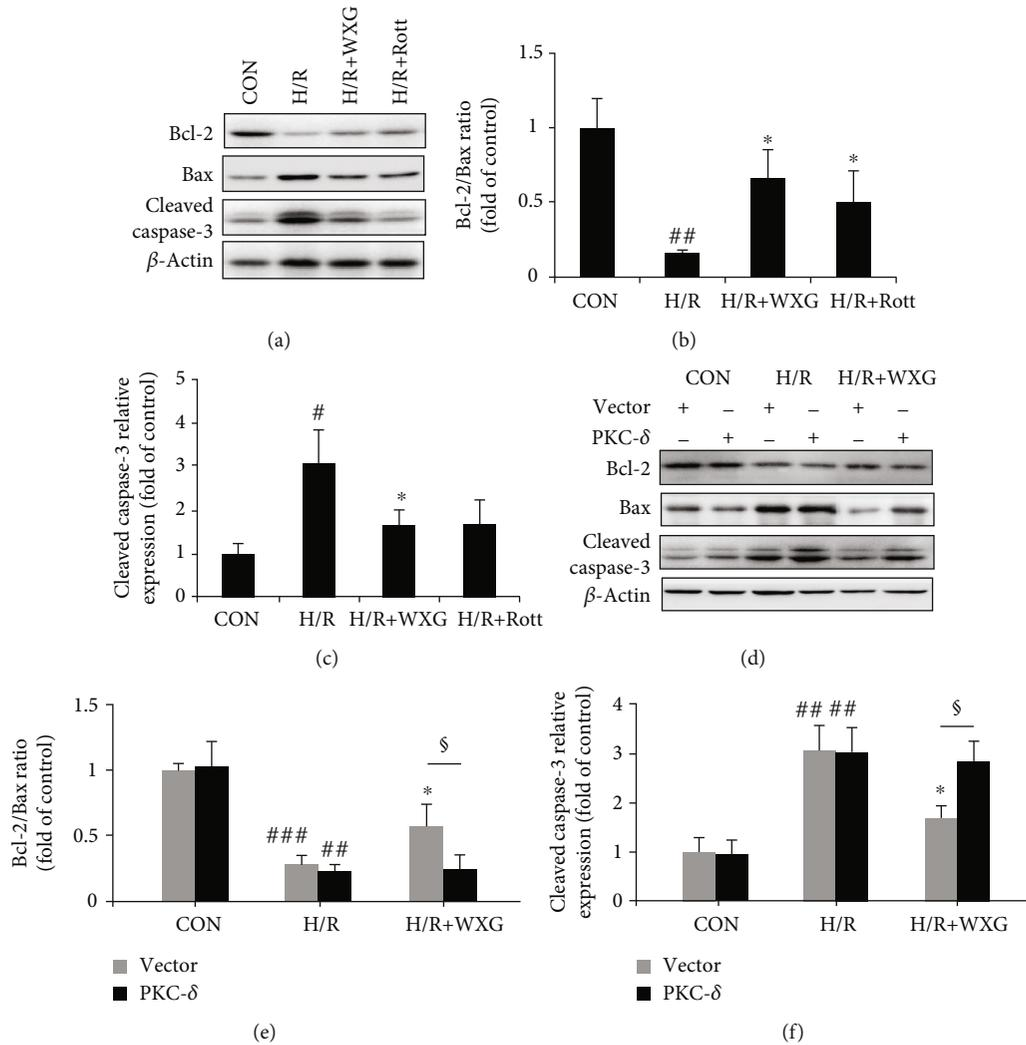 CON
H/R
H/R+WXG
H/R+Rott
Bcl-2
Bax
Cleaved
caspase-3
β-Actin
(a)
Bcl-2/Bax ratio
(fold of control)
1.5
1
0.5
0
##
*
*
CON
H/R
H/R+WXG
H/R+Rott
(b)
Cleaved caspase-3 relative
expression (fold of control)
5
4
3
2
1
0
#
*
CON
H/R
H/R+WXG
H/R+Rott
(c)
CON H/R H/R+WXG
Vector + – + – + –
PKC-δ – + – + – +
Bcl-2
Bax
Cleaved
caspase-3
β-Actin
(d)
Bcl-2/Bax ratio
(fold of control)
1.5
1
0.5
0
###
##
*
§
CON
H/R
H/R+WXG
Vector
PKC-δ
(e)
Cleaved caspase-3 relative
expression (fold of control)
4
3
2
1
0
## ##
*
§
CON
H/R
H/R+WXG
Vector
PKC-δ
(f)